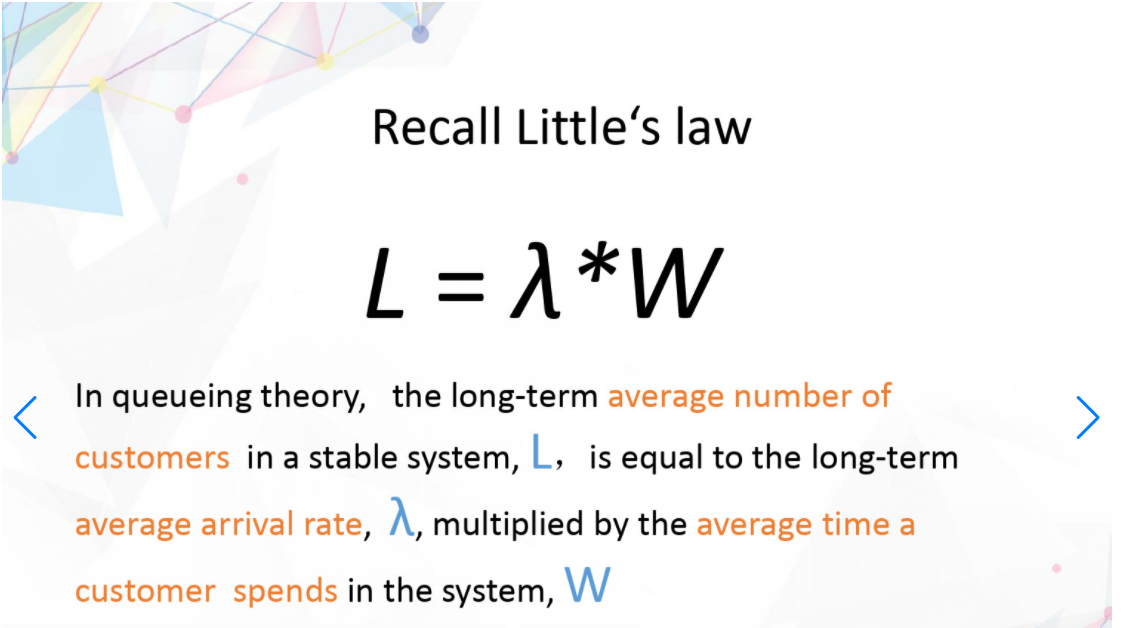 Recall Little‘s law
L = λ*W
In queueing theory, the long-term average number of
customers in a stable system, L， is equal to the long-term
average arrival rate, λ, multiplied by the average time a
customer spends in the system, W